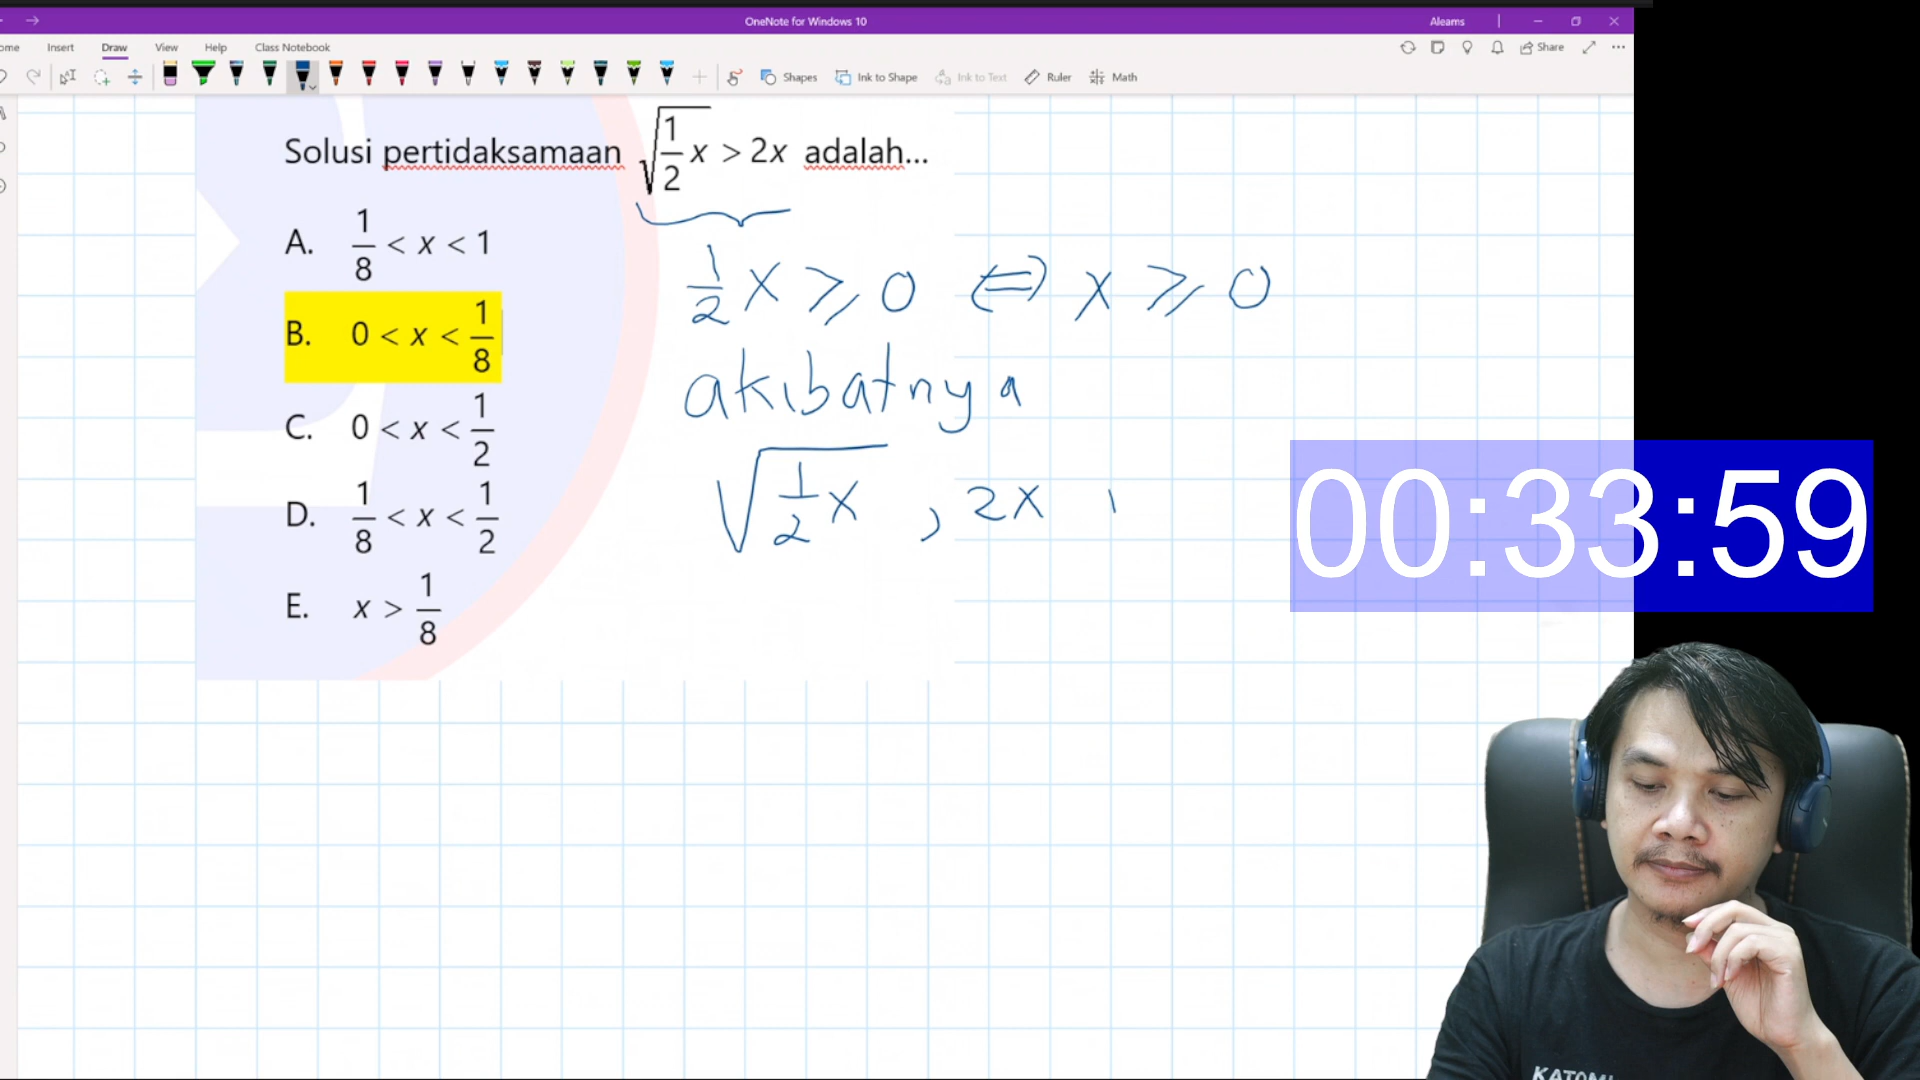 OneNote for Windows 10
Aleams
ome Insert Draw View Help Class Notebook
Share
Shapes Ink to Shape Ink to Text Ruler Math
Solusi pertidaksamaan √(1/2 x) > 2x adalah...
A. 1/8 < x < 1
B. 0 < x < 1/8
C. 0 < x < 1/2
D. 1/8 < x < 1/2
E. x > 1/8
1/2 x ≥ 0 ⇔ x ≥ 0
akibatnya
√(1/2 x) , 2x
00:33:59